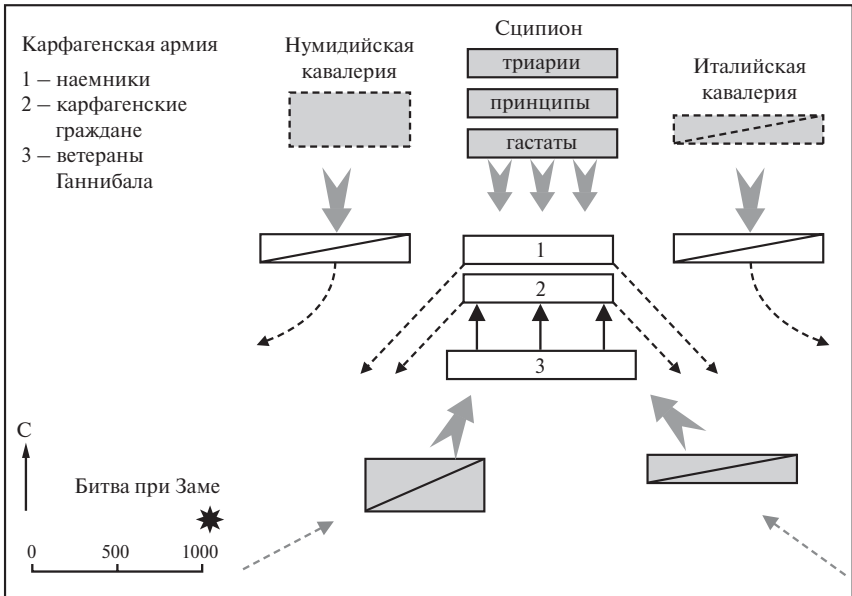 Карфагенская армия
1 – наемники
2 – карфагенские
граждане
3 – ветераны
Ганнибала
Нумидийская
кавалерия
Сципион
триарии
принципы
гастаты
Италийская
кавалерия
1
2
3
С
Битва при Заме
0 500 1000